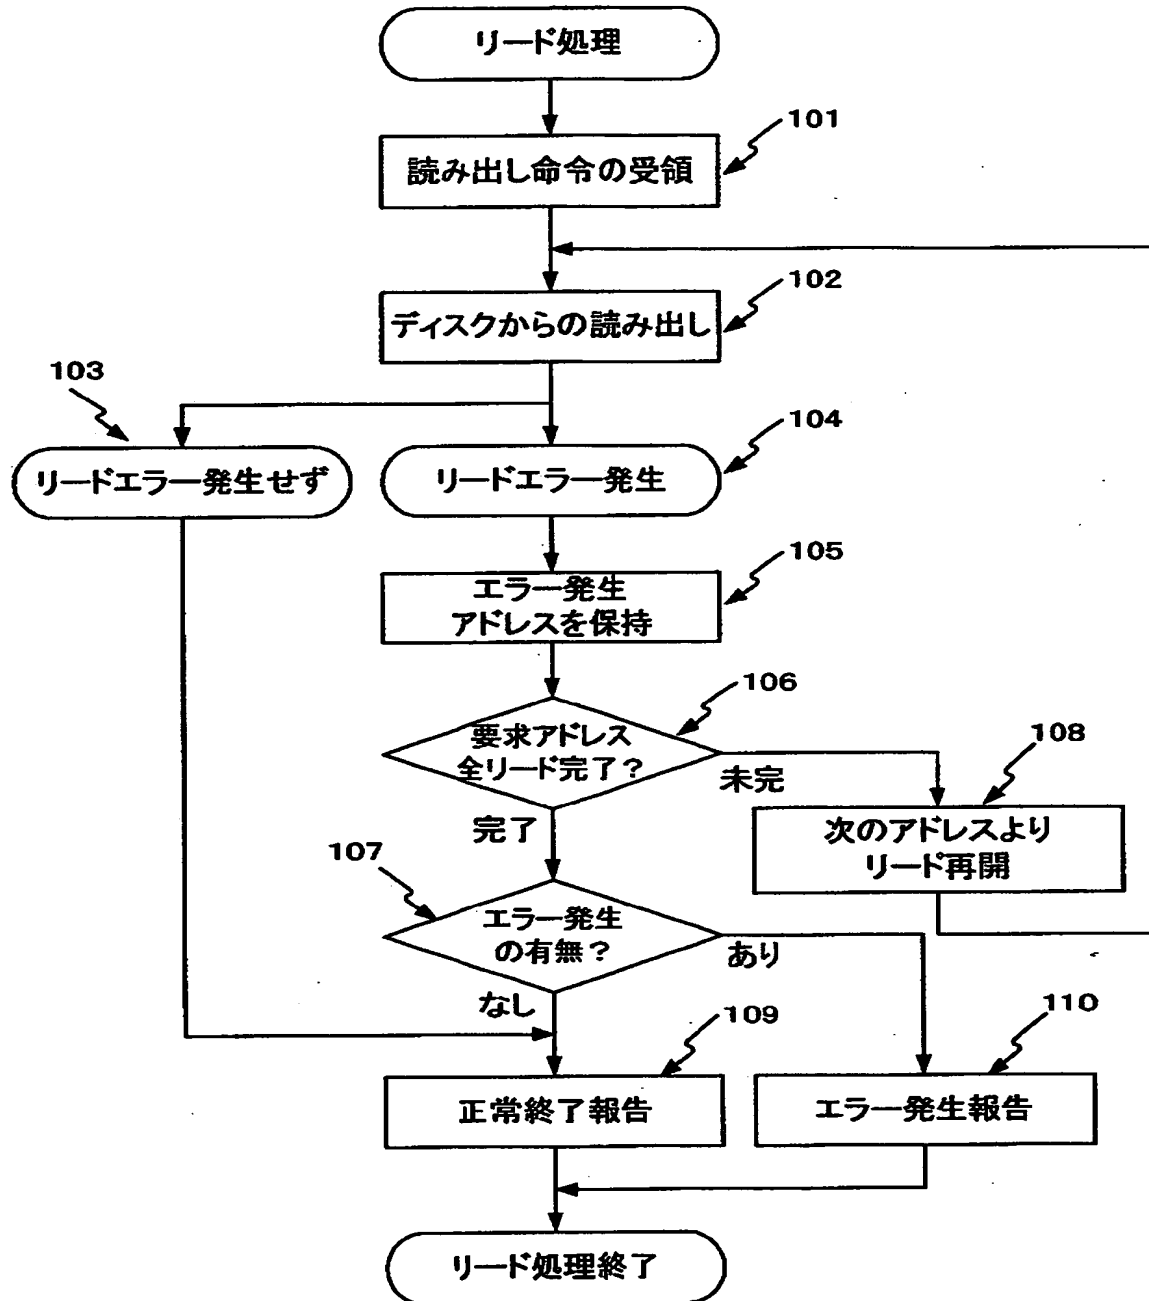 リード処理
101
読み出し命令の受領
102
ディスクからの読み出し
103
104
リードエラー発生せず
リードエラー発生
105
エラー発生
アドレスを保持
106
要求アドレス
全リード完了？
未完
108
完了
次のアドレスより
リード再開
107
エラー発生
の有無？
あり
なし
109
110
正常終了報告
エラー発生報告
リード処理終了